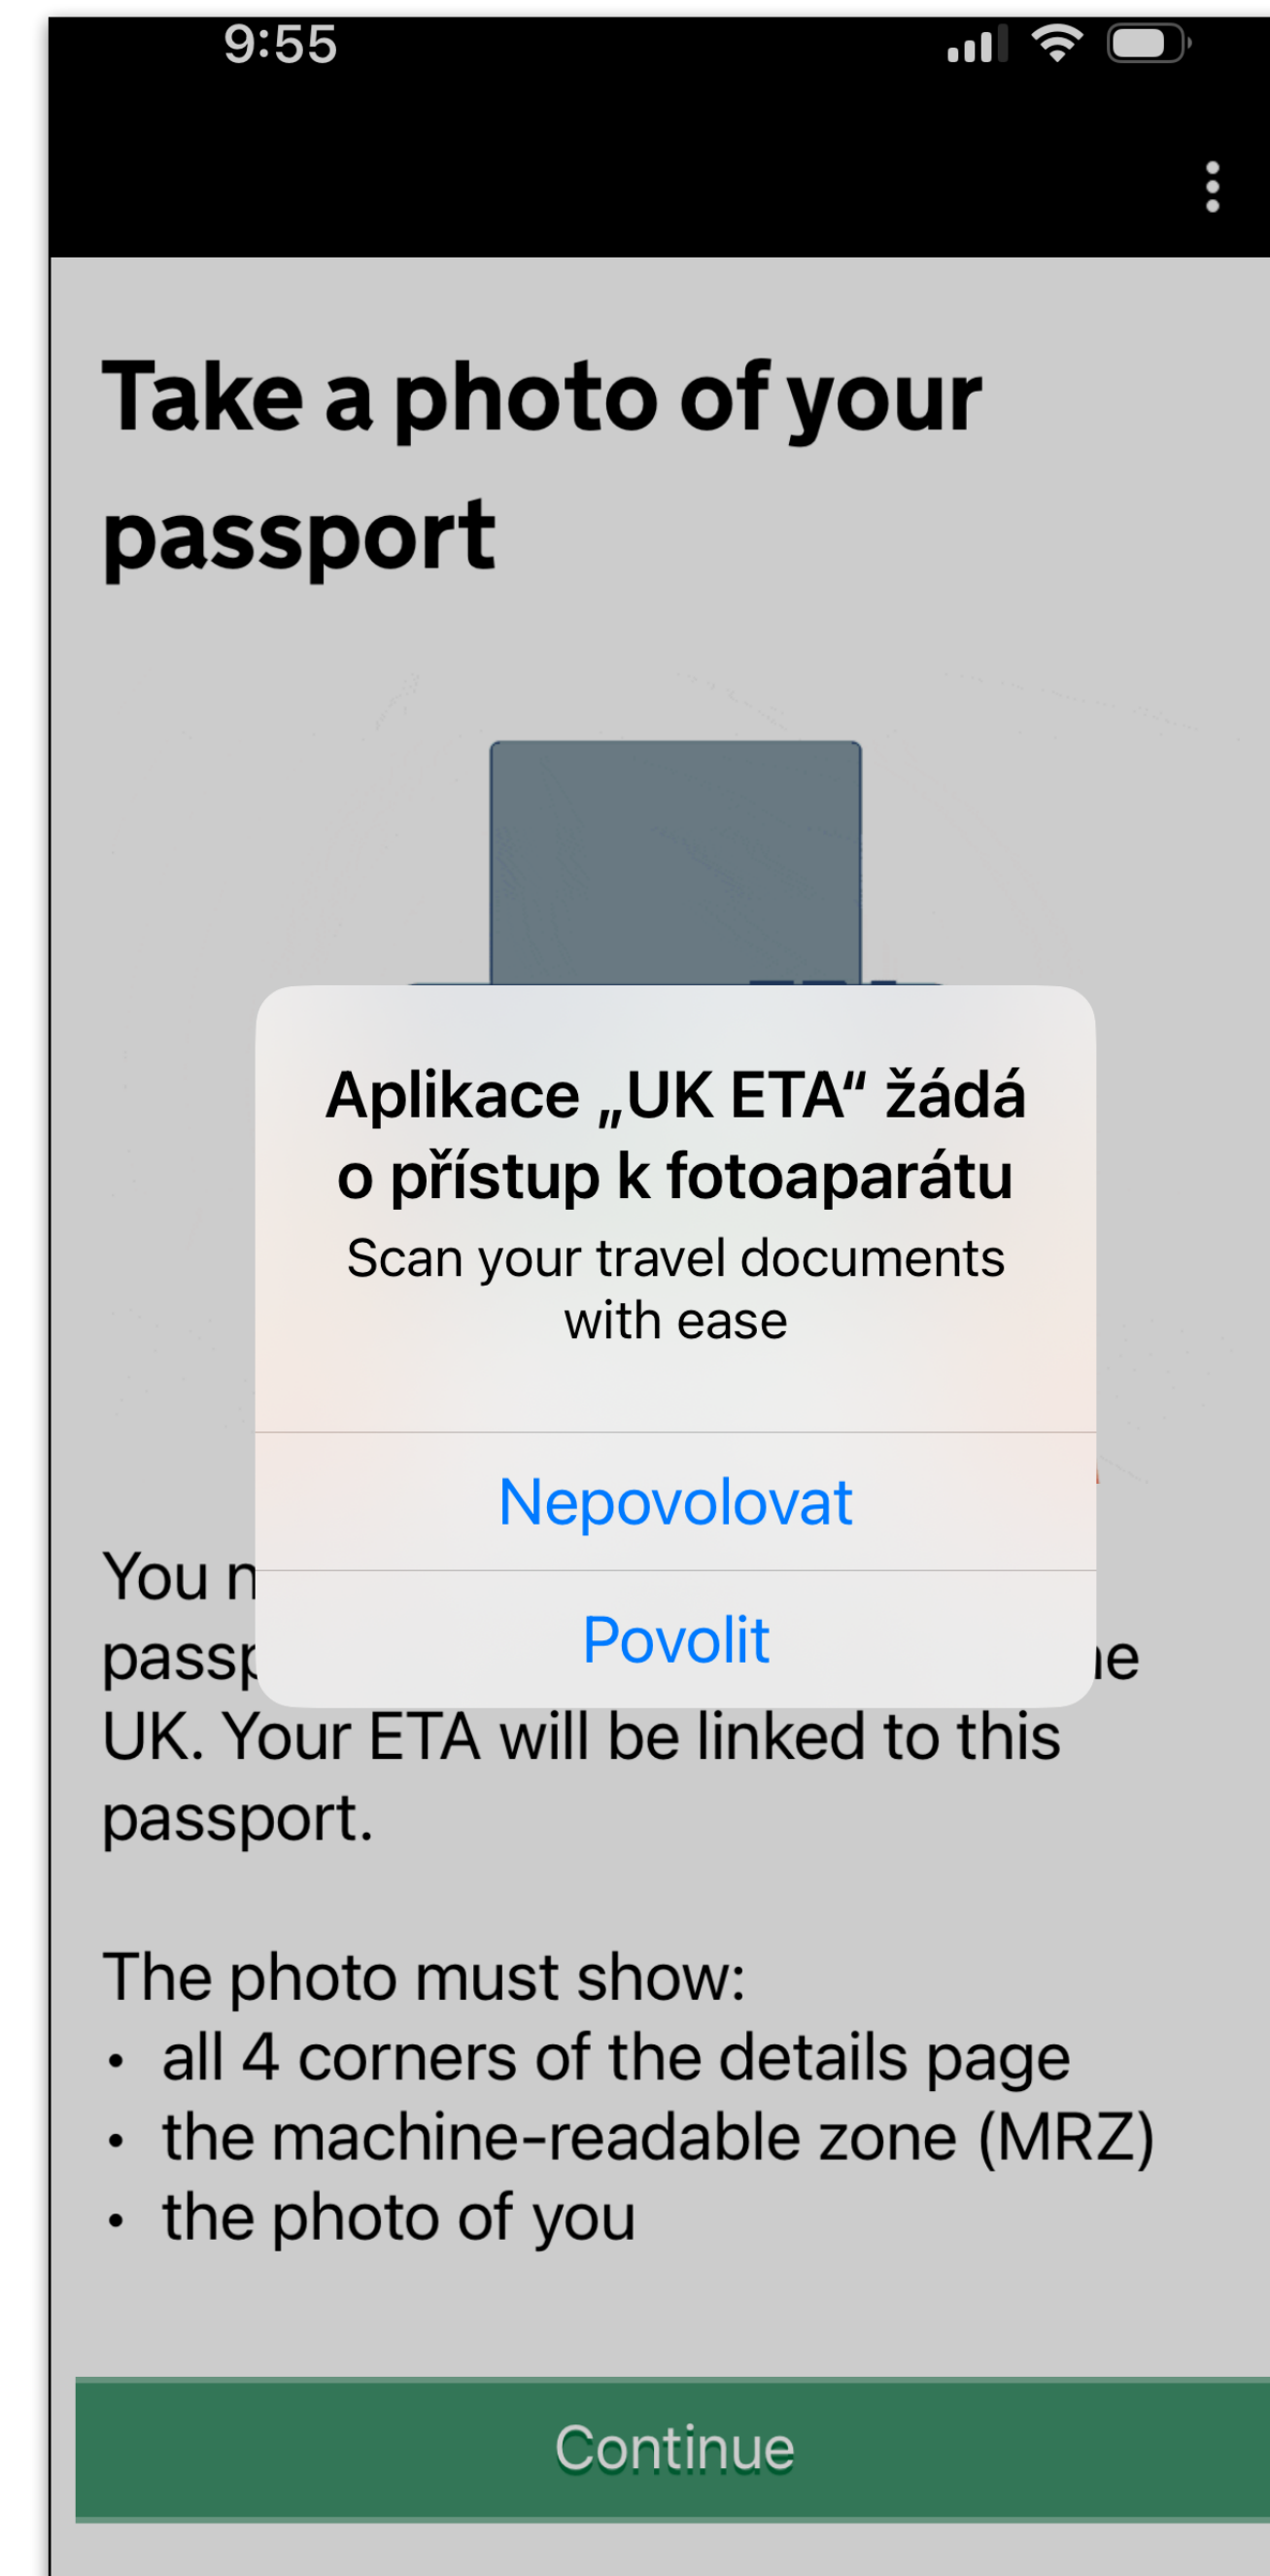 9:55
Take a photo of your
passport
Aplikace „UK ETA“ žádá
o přístup k fotoaparátu
Scan your travel documents
with ease
Nepovolovat
Povolit
You
UK. Your ETA will be linked to this
passport.
The photo must show:
• all 4 corners of the details page
• the machine-readable zone (MRZ)
• the photo of you
Continue